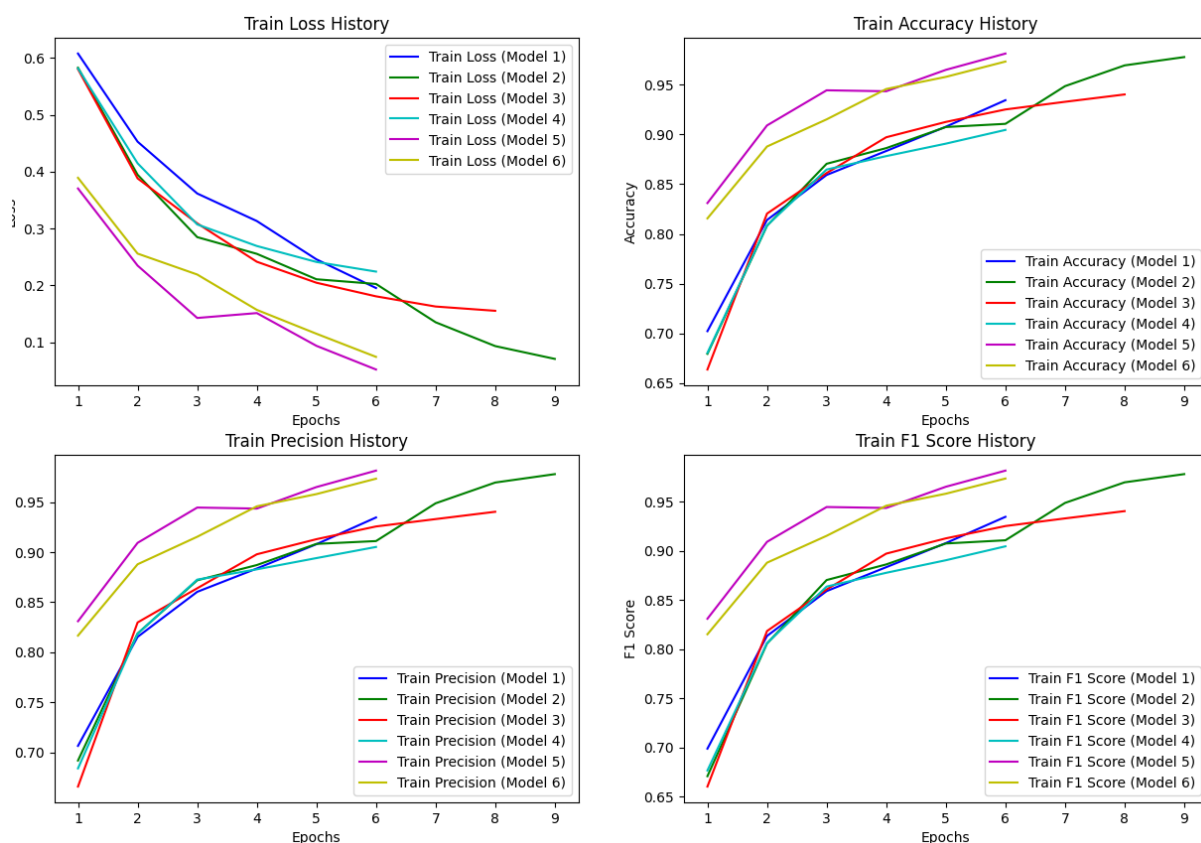 Train Loss History
0.6
0.5
0.4
0.3
0.2
0.1
Train Loss (Model 1)
Train Loss (Model 2)
Train Loss (Model 3)
Train Loss (Model 4)
Train Loss (Model 5)
Train Loss (Model 6)
1 2 3 4 5 6 7 8 9
Epochs
Train Accuracy History
Accuracy
0.95
0.90
0.85
0.80
0.75
0.70
0.65
Train Accuracy (Model 1)
Train Accuracy (Model 2)
Train Accuracy (Model 3)
Train Accuracy (Model 4)
Train Accuracy (Model 5)
Train Accuracy (Model 6)
1 2 3 4 5 6 7 8 9
Epochs
Train Precision History
0.95
0.90
0.85
0.80
0.75
0.70
Train Precision (Model 1)
Train Precision (Model 2)
Train Precision (Model 3)
Train Precision (Model 4)
Train Precision (Model 5)
Train Precision (Model 6)
1 2 3 4 5 6 7 8 9
Epochs
Train F1 Score History
F1 Score
0.95
0.90
0.85
0.80
0.75
0.70
0.65
Train F1 Score (Model 1)
Train F1 Score (Model 2)
Train F1 Score (Model 3)
Train F1 Score (Model 4)
Train F1 Score (Model 5)
Train F1 Score (Model 6)
1 2 3 4 5 6 7 8 9
Epochs